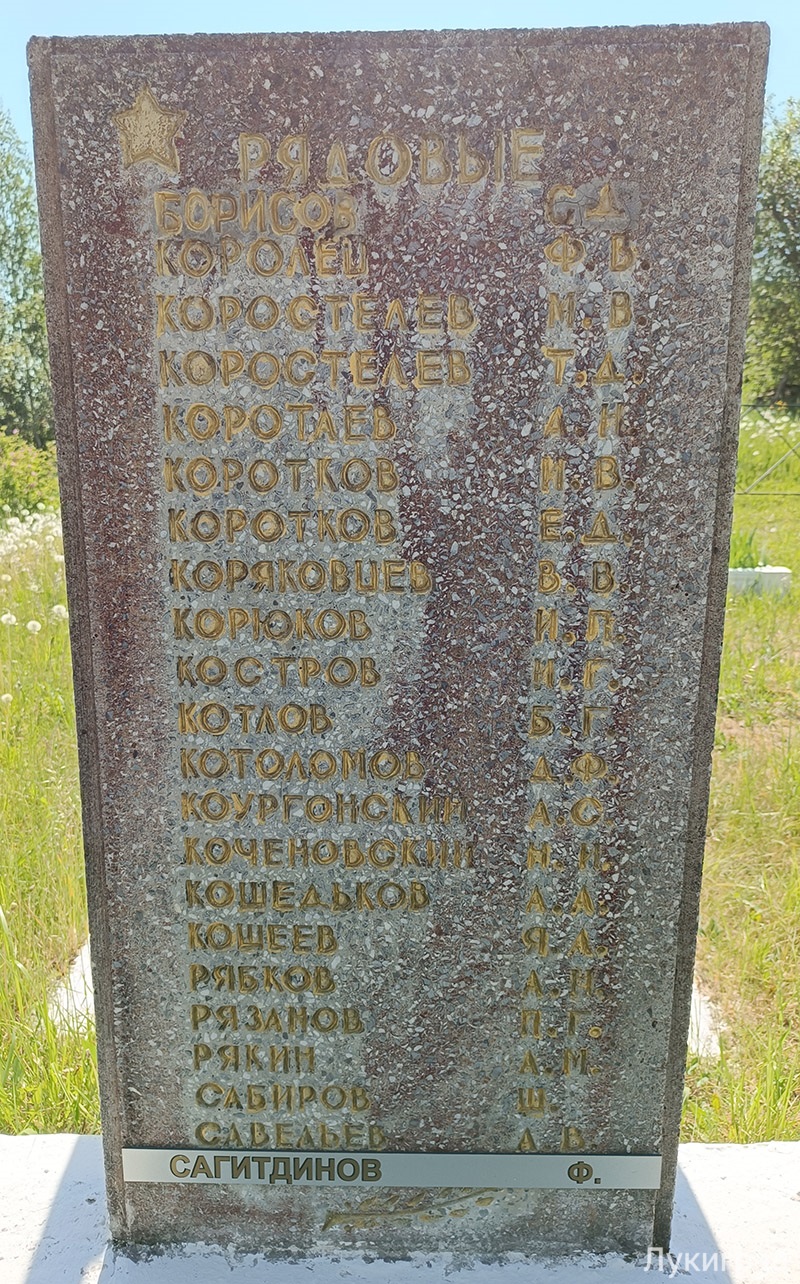 РЯДОВЫЕ
БОРИСОВ С Д
КОРОЛЕЦ Ф. В
КОРОСТЕЛЕВ М. В
КОРОСТЕЛЕВ Т. Д.
КОРОТАЕВ А. Н
КОРОТКОВ И. В.
КОРОТКОВ Е. Д.
КОРЯКОВЦЕВ В. В.
КОРЮКОВ И. П.
КОСТРОВ И. Г.
КОТЛОВ Б. Г.
КОТОЛОМОВ Д. Ф.
КОУРГОНСКИЙ А. С.
КОЧЕНОВСКИЙ Н. И.
КОШЕДЬКОВ А. А.
КОШЕЕВ Я. А.
РЯБКОВ А. Н.
РЯЗАНОВ П. Г.
РЯКИН А. М.
САБИРОВ Ш.
САВЕЛЬЕВ А В.
САГИТДИНОВ Ф.